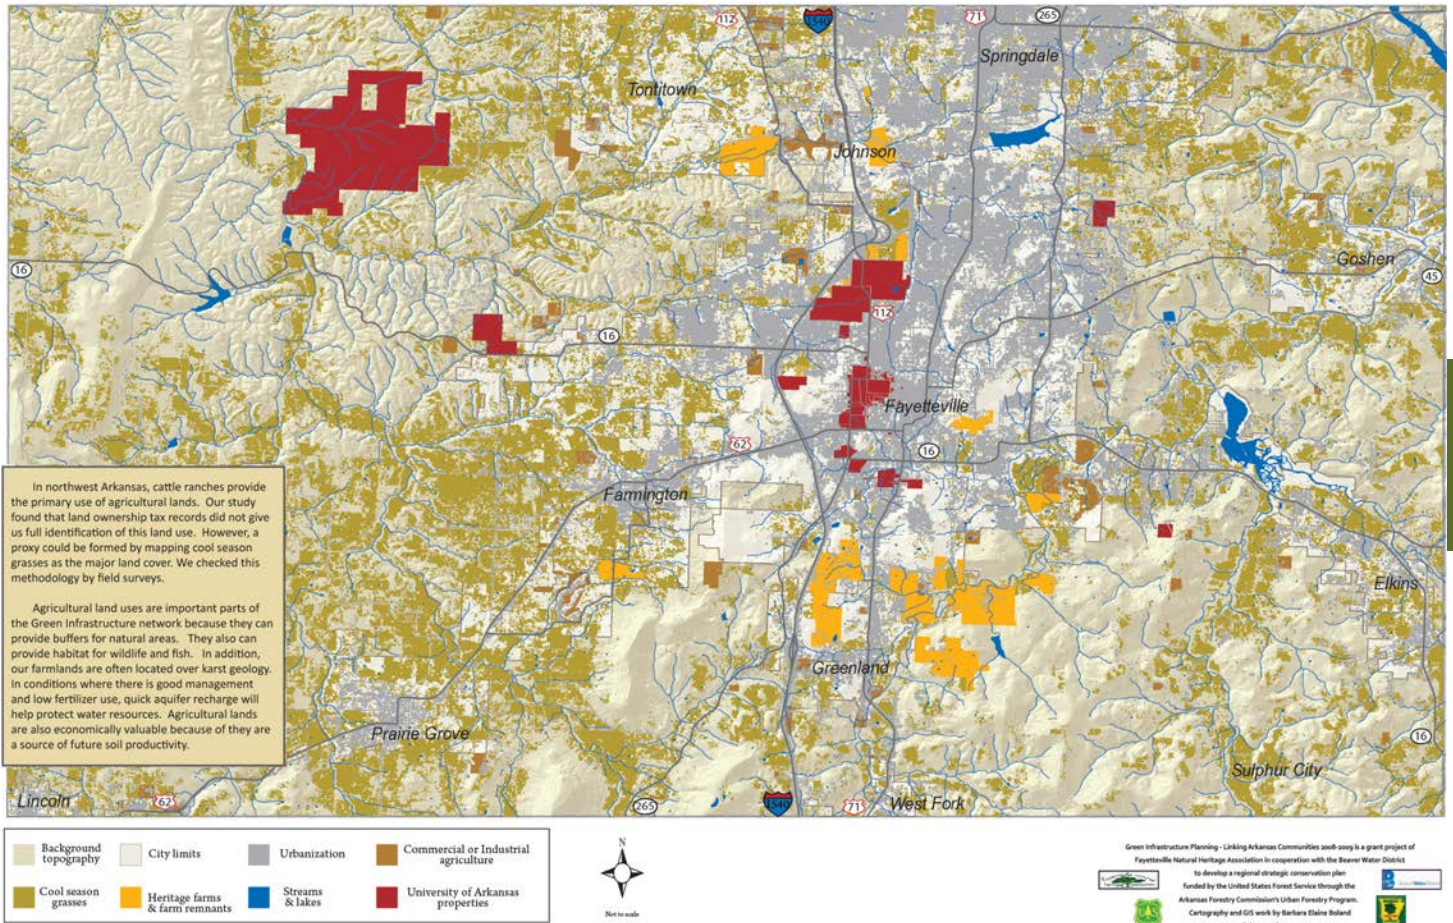 112
1540
71
265
Springdale
Tontitown
Johnson
Goshen
16
45
112
16
Fayetteville
62
16
Farmington
In northwest Arkansas, cattle ranches provide
the primary use of agricultural lands. Our study
found that land ownership tax records did not give
us full identification of this land use. However, a
proxy could be formed by mapping cool season
grasses as the major land cover. We checked this
methodology by field surveys.
Agricultural land uses are important parts of
the Green Infrastructure network because they can
provide buffers for natural areas. They also can
provide habitat for wildlife and fish. In addition,
our farmlands are often located over karst geology.
In conditions where there is good management
and low fertilizer use, quick aquifer recharge will
help protect water resources. Agricultural lands
are also economically valuable because of they are
a source of future soil productivity.
Elkins
Greenland
Prairie Grove
16
Sulphur City
Lincoln
62
265
1540
71
West Fork
Background
topography
City limits
Urbanization
Commercial or Industrial
agriculture
Cool season
grasses
Heritage farms
& farm remnants
Streams
& lakes
University of Arkansas
properties
N
Not to scale
Green Infrastructure Planning - Linking Arkansas Communities 2008-2009 is a grant project of
Fayetteville Natural Heritage Association in cooperation with the Beaver Water District
to develop a regional strategic conservation plan
funded by the United States Forest Service through the
Arkansas Forestry Commission's Urban Forestry Program.
Cartography and GIS work by Barbara Elaine Boland